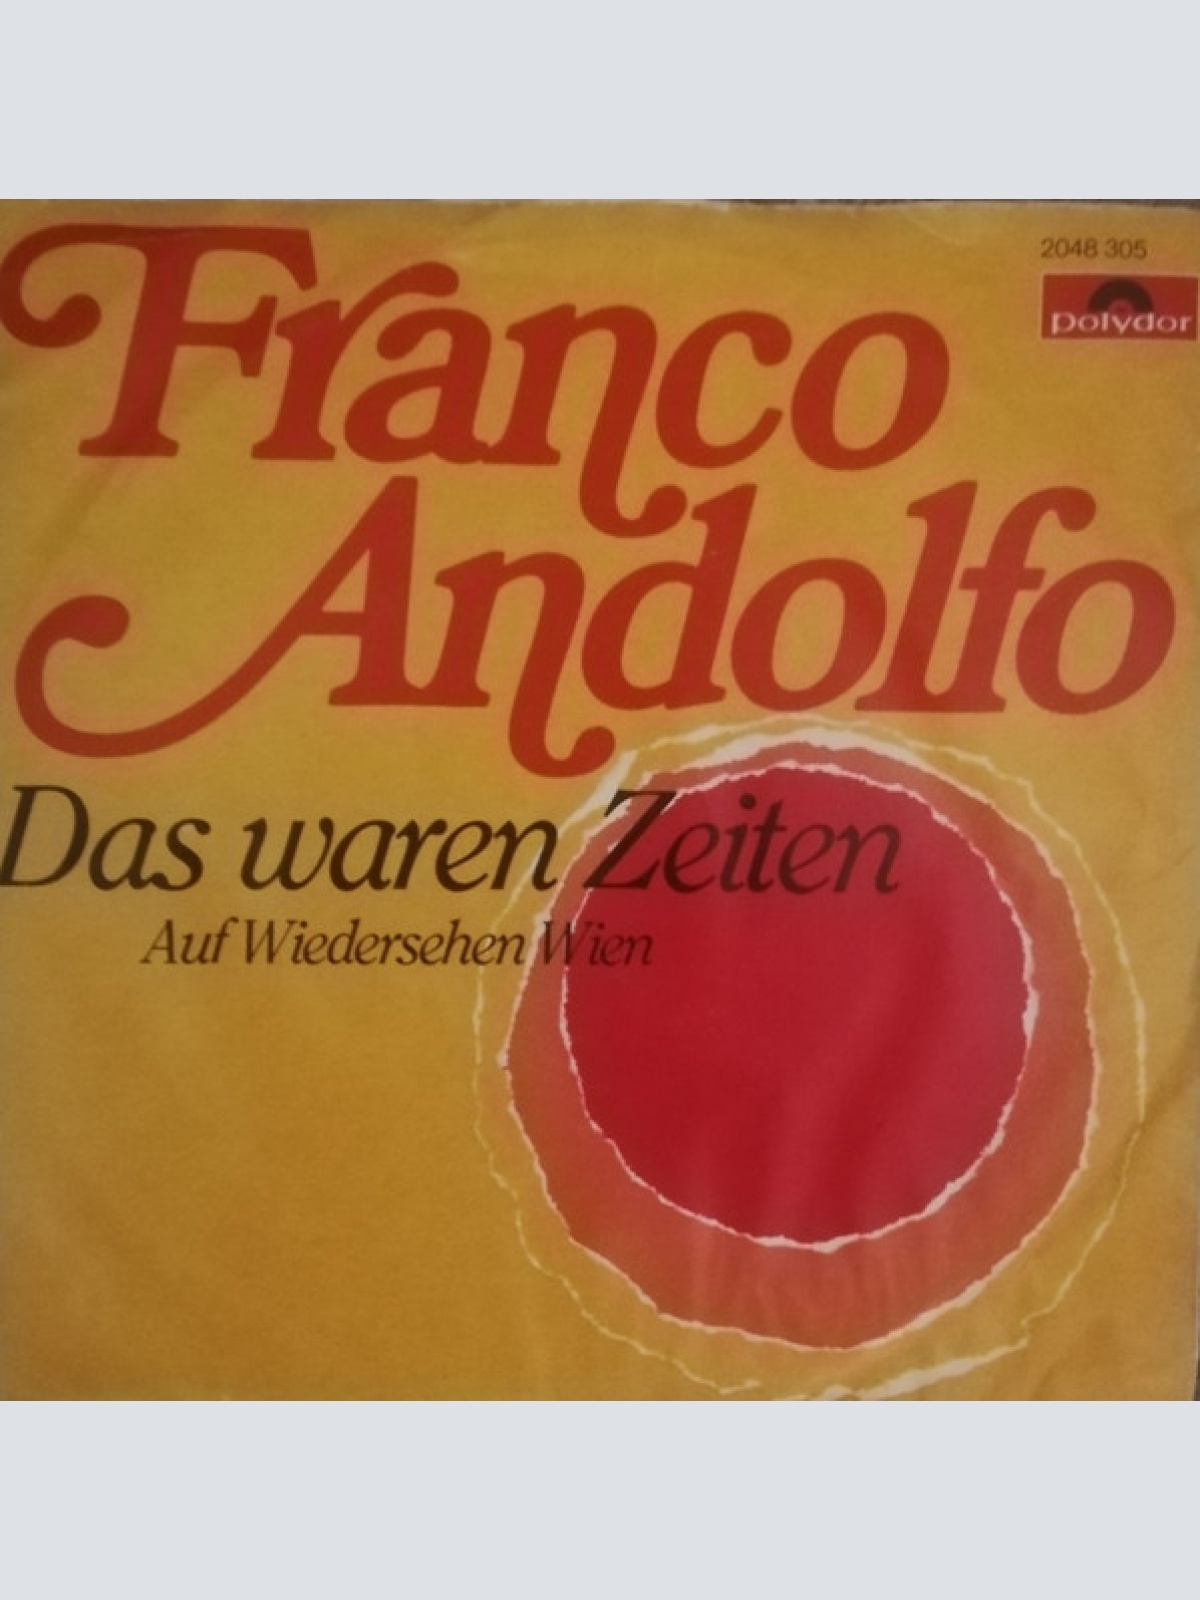 2048 305
polydor
Franco
Andolfo
Das waren Zeiten
Auf Wiedersehen Wien